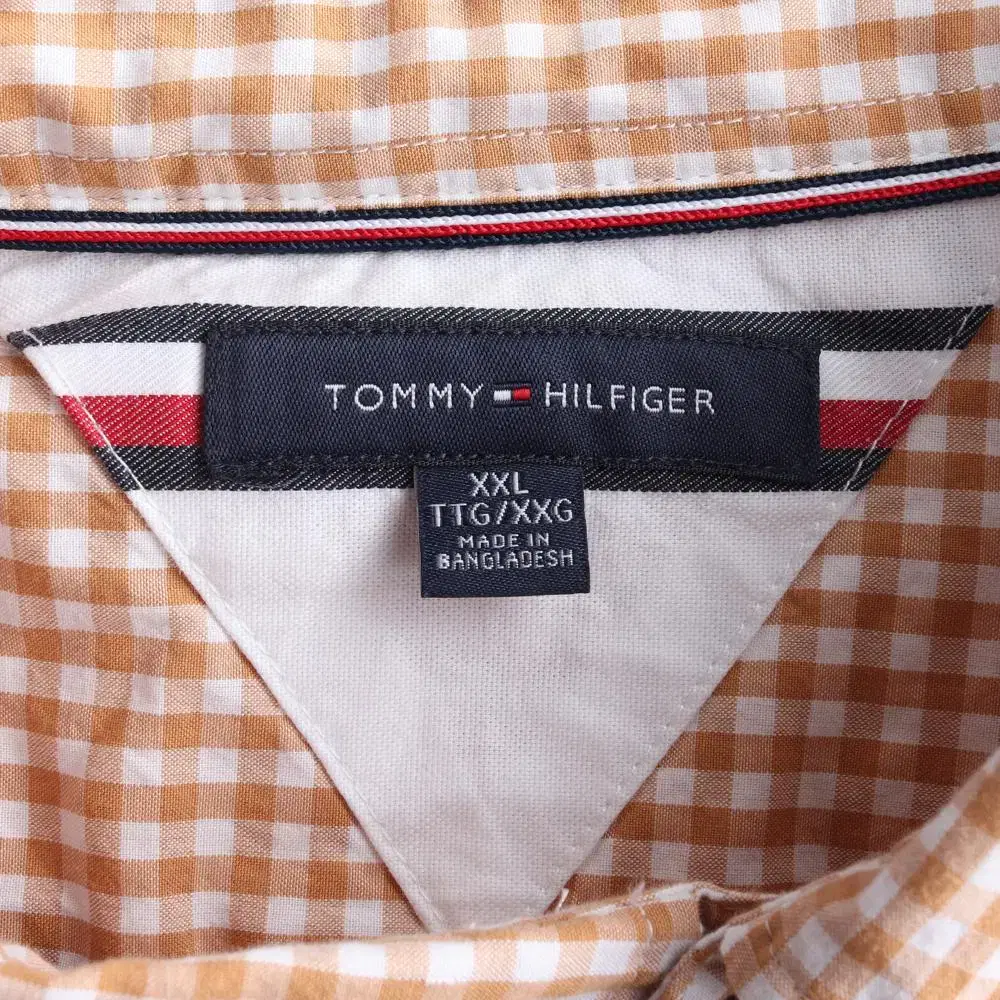 TOMMY HILFIGER
XXL
TTG/XXG
MADE IN
BANGLADESH